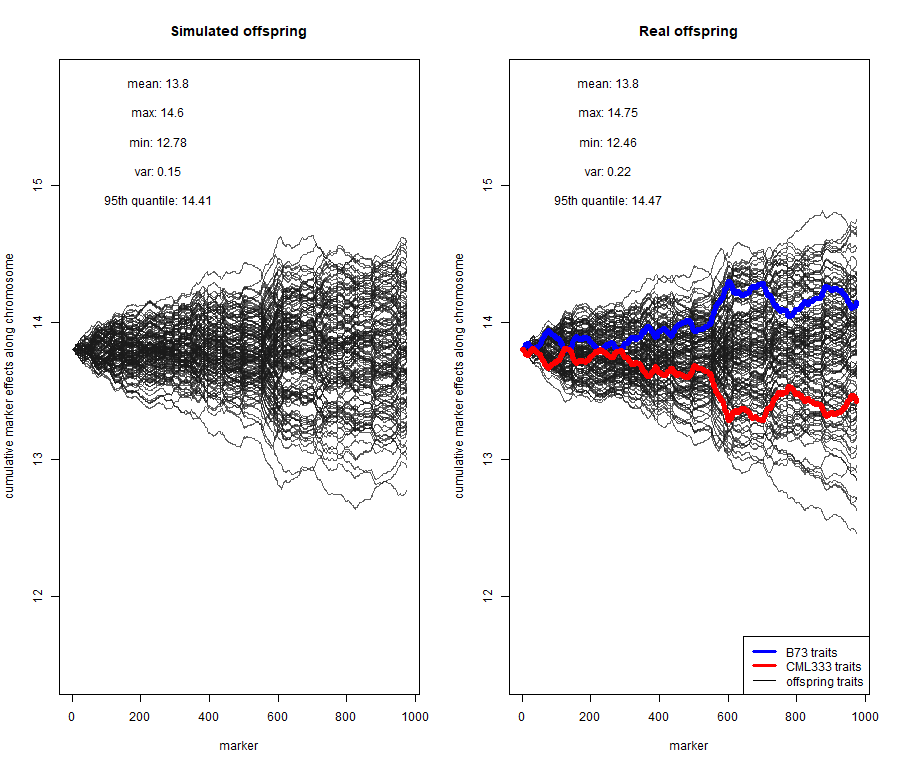 Simulated offspring
mean: 13.8
max: 14.6
min: 12.78
var: 0.15
95th quantile: 14.41
cumulative marker effects along chromosome
15
14
13
12
0
200
400
600
800
1000
marker
Real offspring
mean: 13.8
max: 14.75
min: 12.46
var: 0.22
95th quantile: 14.47
cumulative marker effects along chromosome
15
14
13
12
B73 traits
CML333 traits
offspring traits
0
200
400
600
800
1000
marker